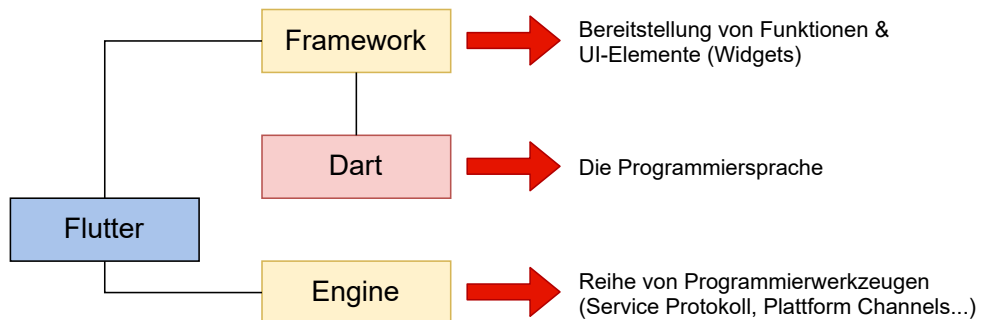 Framework
Bereitstellung von Funktionen &
UI-Elemente (Widgets)
Dart
Die Programmiersprache
Flutter
Engine
Reihe von Programmierwerkzeugen
(Service Protokoll, Plattform Channels...)